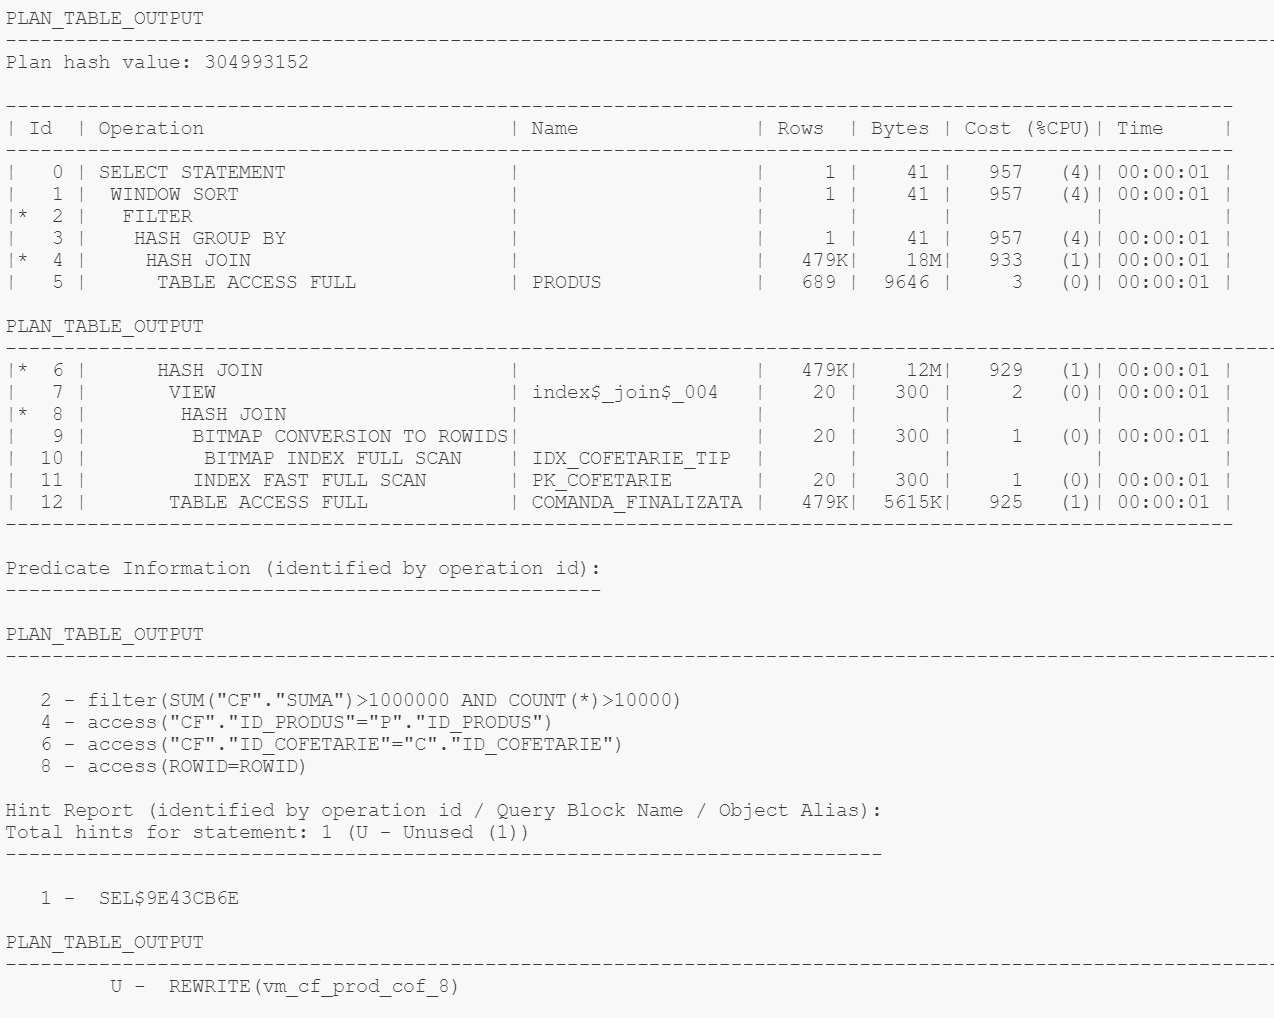 PLAN_TABLE_OUTPUT
--------------------------------------------------------------------------------------------------------------
Plan hash value: 304993152
---------------------------------------------------------------------------------------------------------
| Id  | Operation                          | Name               | Rows  | Bytes | Cost (%CPU)| Time     |
---------------------------------------------------------------------------------------------------------
|   0 | SELECT STATEMENT                   |                    |     1 |    41 |   957   (4)| 00:00:01 |
|   1 |  WINDOW SORT                       |                    |     1 |    41 |   957   (4)| 00:00:01 |
|*  2 |   FILTER                           |                    |       |       |            |          |
|   3 |    HASH GROUP BY                   |                    |     1 |    41 |   957   (4)| 00:00:01 |
|*  4 |     HASH JOIN                      |                    |   479K|    18M|   933   (1)| 00:00:01 |
|   5 |      TABLE ACCESS FULL             | PRODUS             |   689 |  9646 |     3   (0)| 00:00:01 |
PLAN_TABLE_OUTPUT
--------------------------------------------------------------------------------------------------------------
|*  6 |      HASH JOIN                     |                    |   479K|    12M|   929   (1)| 00:00:01 |
|   7 |       VIEW                         | index$_join$_004   |    20 |   300 |     2   (0)| 00:00:01 |
|*  8 |        HASH JOIN                   |                    |       |       |            |          |
|   9 |         BITMAP CONVERSION TO ROWIDS|                    |    20 |   300 |     1   (0)| 00:00:01 |
|  10 |          BITMAP INDEX FULL SCAN    | IDX_COFETARIE_TIP  |       |       |            |          |
|  11 |         INDEX FAST FULL SCAN       | PK_COFETARIE       |    20 |   300 |     1   (0)| 00:00:01 |
|  12 |       TABLE ACCESS FULL            | COMANDA_FINALIZATA |   479K|  5615K|   925   (1)| 00:00:01 |
---------------------------------------------------------------------------------------------------------
Predicate Information (identified by operation id):
---------------------------------------------------
PLAN_TABLE_OUTPUT
--------------------------------------------------------------------------------------------------------------
   2 - filter(SUM("CF"."SUMA")>1000000 AND COUNT(*)>10000)
   4 - access("CF"."ID_PRODUS"="P"."ID_PRODUS")
   6 - access("CF"."ID_COFETARIE"="C"."ID_COFETARIE")
   8 - access(ROWID=ROWID)
Hint Report (identified by operation id / Query Block Name / Object Alias):
Total hints for statement: 1 (U - Unused (1))
---------------------------------------------------------------------------
   1 -  SEL$9E43CB6E
PLAN_TABLE_OUTPUT
--------------------------------------------------------------------------------------------------------------
         U -  REWRITE(vm_cf_prod_cof_8)